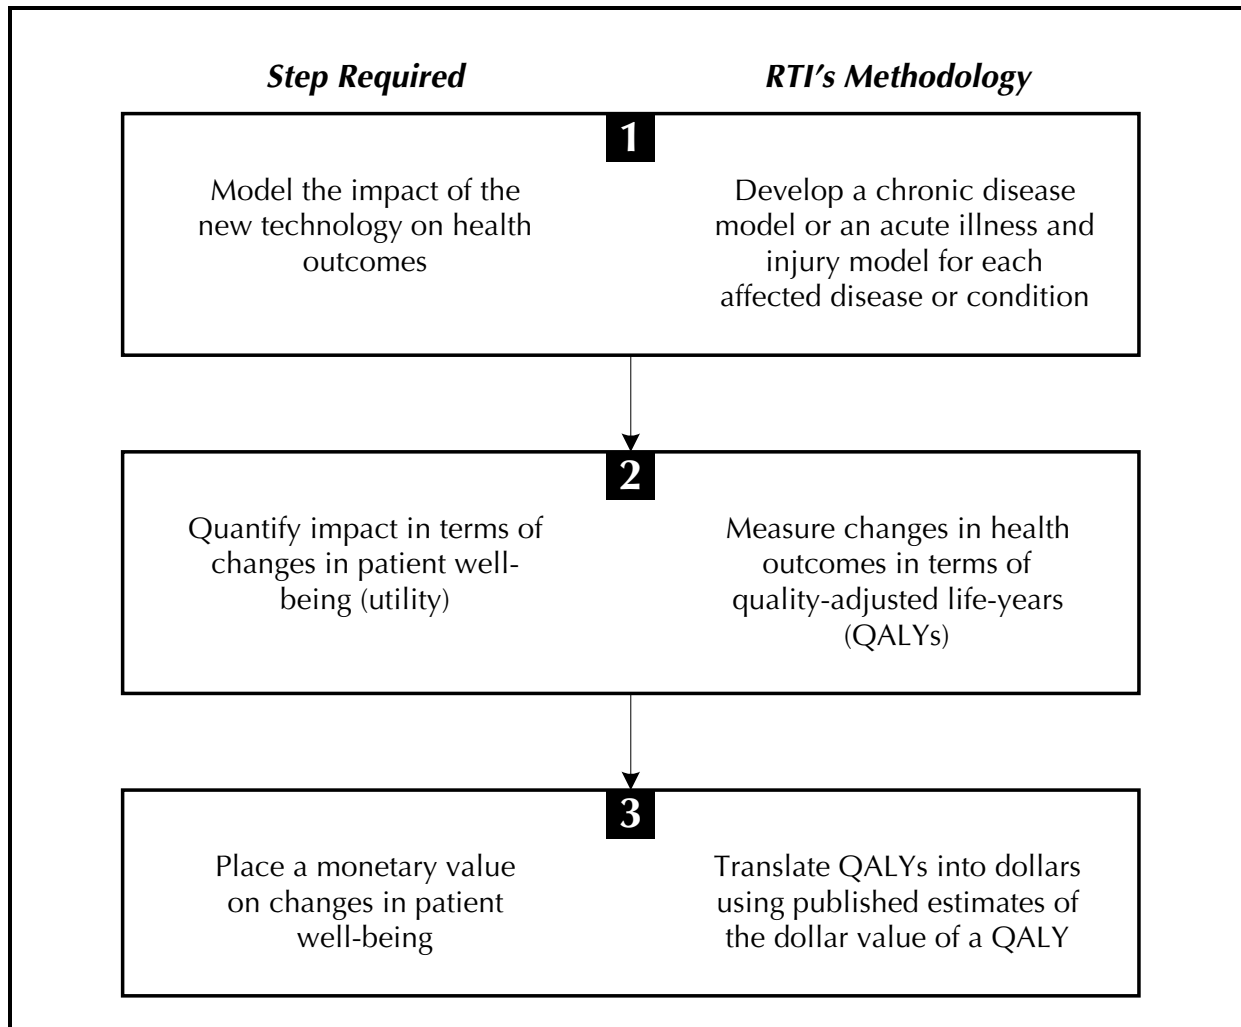 Step Required
RTI's Methodology
1
Model the impact of the
new technology on health
outcomes
Develop a chronic disease
model or an acute illness and
injury model for each
affected disease or condition
2
Quantify impact in terms of
changes in patient well-
being (utility)
Measure changes in health
outcomes in terms of
quality-adjusted life-years
(QALYs)
3
Place a monetary value
on changes in patient
well-being
Translate QALYs into dollars
using published estimates of
the dollar value of a QALY